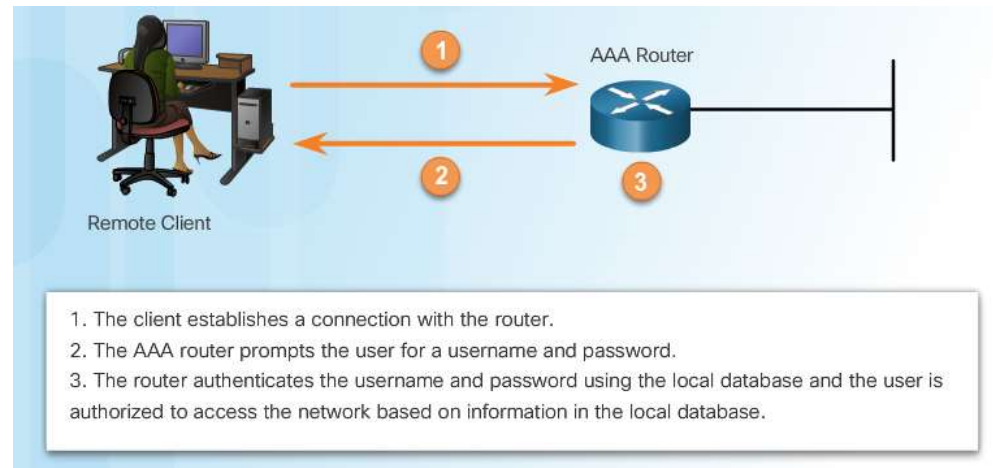 1
AAA Router
2
3
Remote Client
1. The client establishes a connection with the router.
2. The AAA router prompts the user for a username and password.
3. The router authenticates the username and password using the local database and the user is
authorized to access the network based on information in the local database.